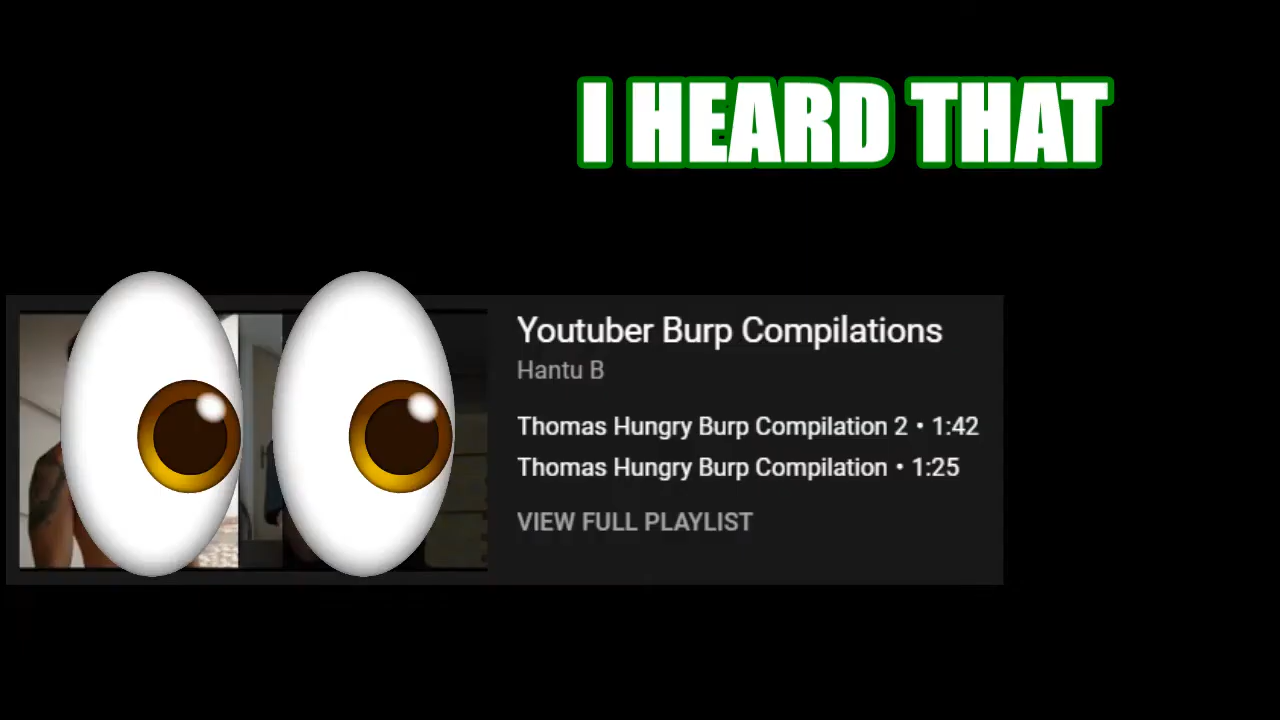 I HEARD THAT
Youtuber Burp Compilations
Hantu B
Thomas Hungry Burp Compilation 2 • 1:42
Thomas Hungry Burp Compilation • 1:25
VIEW FULL PLAYLIST